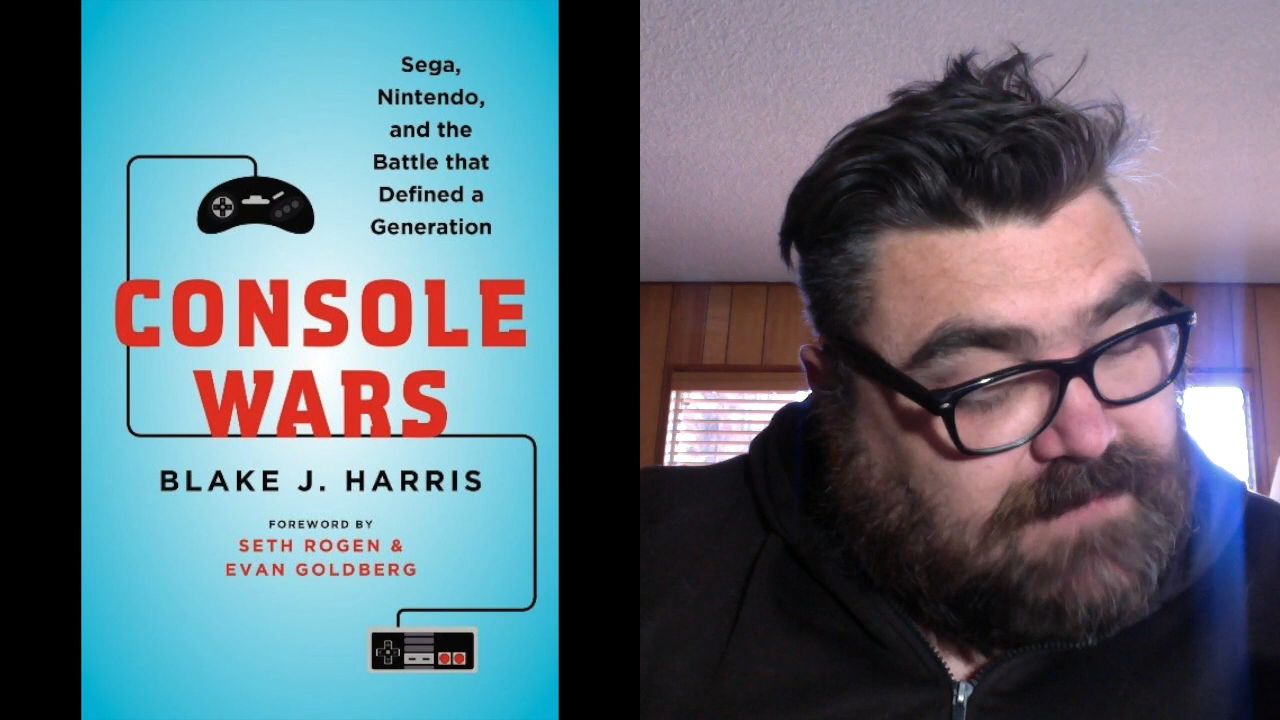 Sega,
Nintendo,
and the
Battle that
Defined a
Generation
CONSOLE
WARS
BLAKE J. HARRIS
FOREWORD BY
SETH ROGEN &
EVAN GOLDBERG